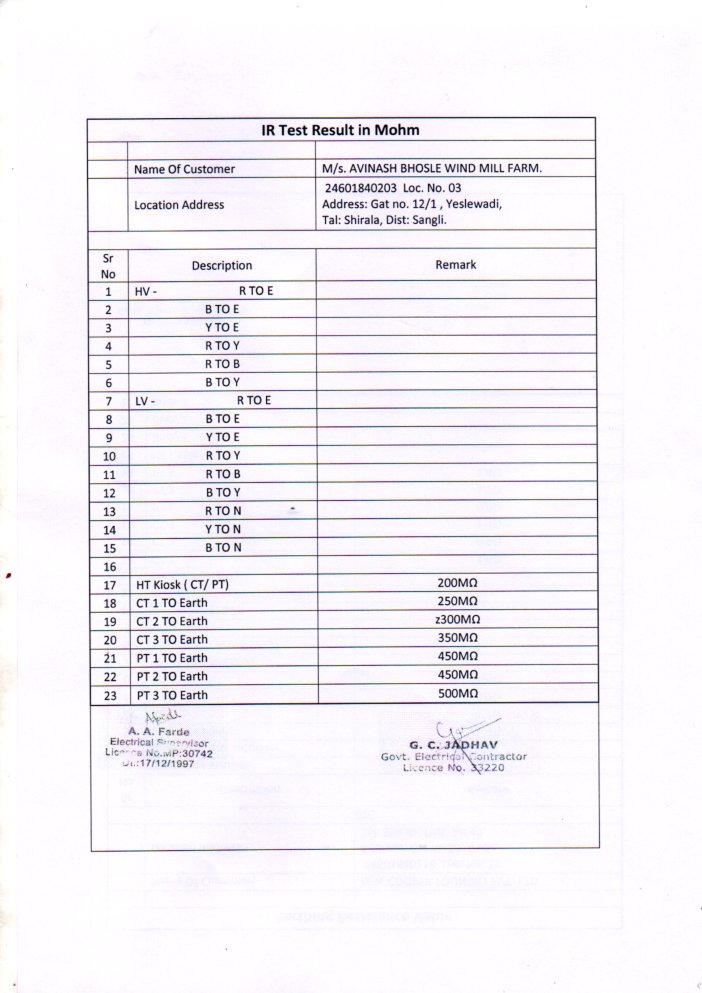 IR Test Result in Mohm
Name Of Customer M/s. AVINASH BHOSLE WIND MILL FARM.
Location Address
24601840203 Loc. No. 03
Address: Gat no. 12/1 , Yeslewadi,
Tal: Shirala, Dist: Sangli.
Sr No Description Remark
1 HV - R TO E
2 B TO E
3 Y TO E
4 R TO Y
5 R TO B
6 B TO Y
7 LV - R TO E
8 B TO E
9 Y TO E
10 R TO Y
11 R TO B
12 B TO Y
13 R TO N
14 Y TO N
15 B TO N
16
17 HT Kiosk ( CT/ PT) 200MΩ
18 CT 1 TO Earth 250MΩ
19 CT 2 TO Earth z300MΩ
20 CT 3 TO Earth 350MΩ
21 PT 1 TO Earth 450MΩ
22 PT 2 TO Earth 450MΩ
23 PT 3 TO Earth 500MΩ
A. A. Farde
Electrical Supervisor
Licence No.MP:30742
Dt.:17/12/1997
G. C. JADHAV
Govt. Electrical Contractor
Licence No. 33220